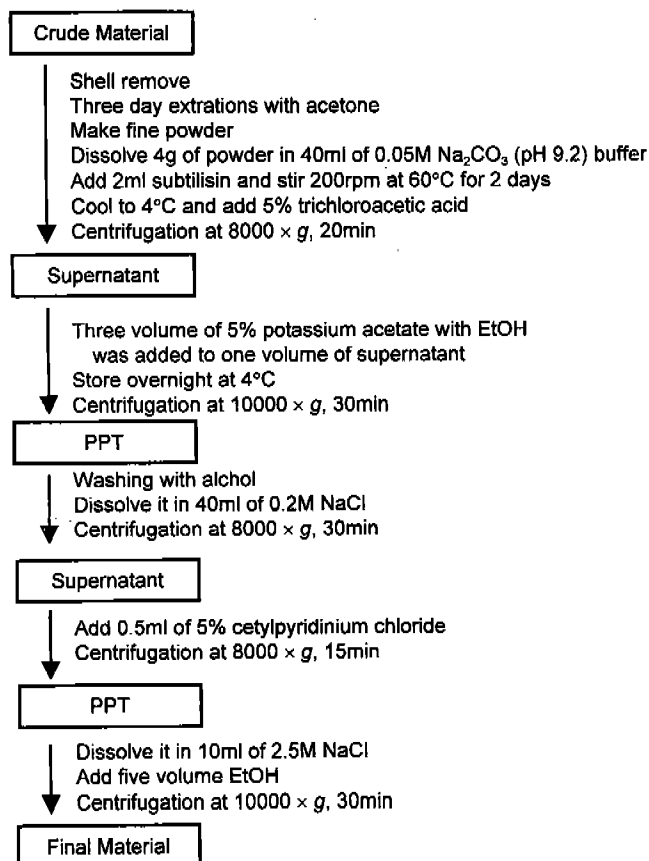 Crude Material
Shell remove
Three day extrations with acetone
Make fine powder
Dissolve 4g of powder in 40ml of 0.05M Na₂CO₃ (pH 9.2) buffer
Add 2ml subtilisin and stir 200rpm at 60°C for 2 days
Cool to 4°C and add 5% trichloroacetic acid
Centrifugation at 8000 × g, 20min
Supernatant
Three volume of 5% potassium acetate with EtOH
was added to one volume of supernatant
Store overnight at 4°C
Centrifugation at 10000 × g, 30min
PPT
Washing with alchol
Dissolve it in 40ml of 0.2M NaCl
Centrifugation at 8000 × g, 30min
Supernatant
Add 0.5ml of 5% cetylpyridinium chloride
Centrifugation at 8000 × g, 15min
PPT
Dissolve it in 10ml of 2.5M NaCl
Add five volume EtOH
Centrifugation at 10000 × g, 30min
Final Material